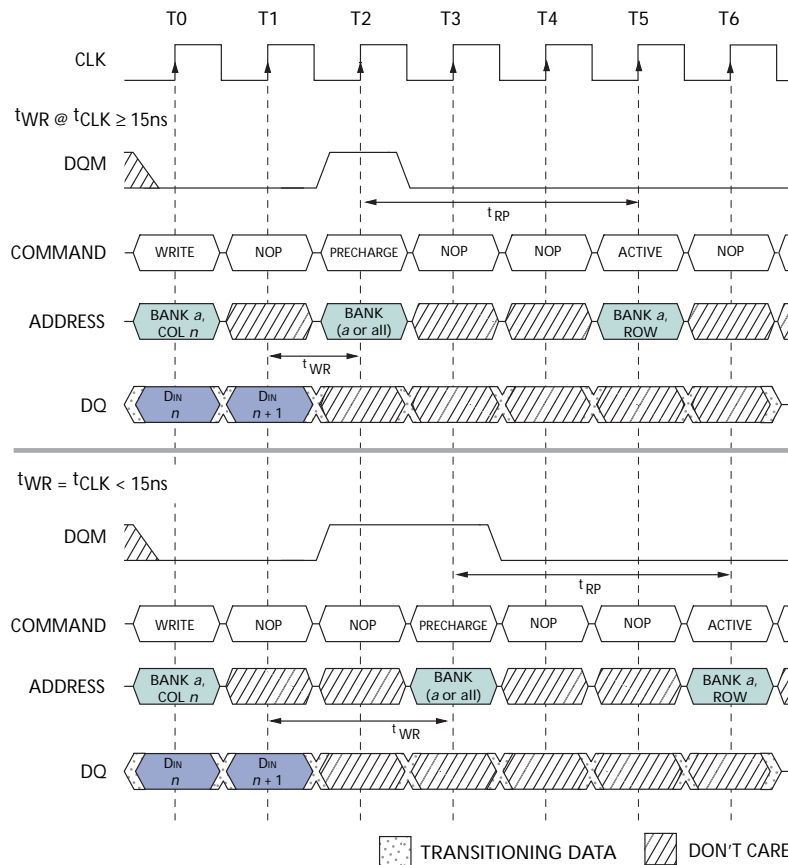 T0 T1 T2 T3 T4 T5 T6
CLK
tWR @ tCLK ≥ 15ns
DQM
tRP
COMMAND WRITE NOP PRECHARGE NOP NOP ACTIVE NOP
ADDRESS BANK a, COL n BANK (a or all) BANK a, ROW
tWR
DQ DIN n DIN n + 1
tWR = tCLK < 15ns
DQM
tRP
COMMAND WRITE NOP NOP PRECHARGE NOP NOP ACTIVE
ADDRESS BANK a, COL n BANK (a or all) BANK a, ROW
tWR
DQ DIN n DIN n + 1
TRANSITIONING DATA DON'T CARE